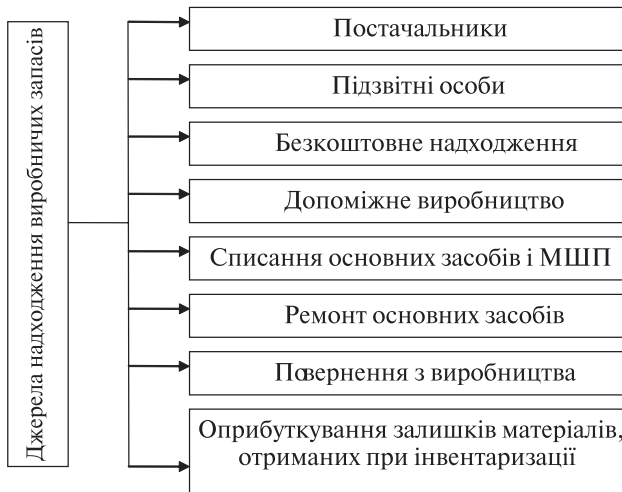 Джерела надходження виробничих запасів
Постачальники
Підзвітні особи
Безкоштовне надходження
Допоміжне виробництво
Списання основних засобів і МШП
Ремонт основних засобів
Повернення з виробництва
Оприбуткування залишків матеріалів,
отриманих при інвентаризації